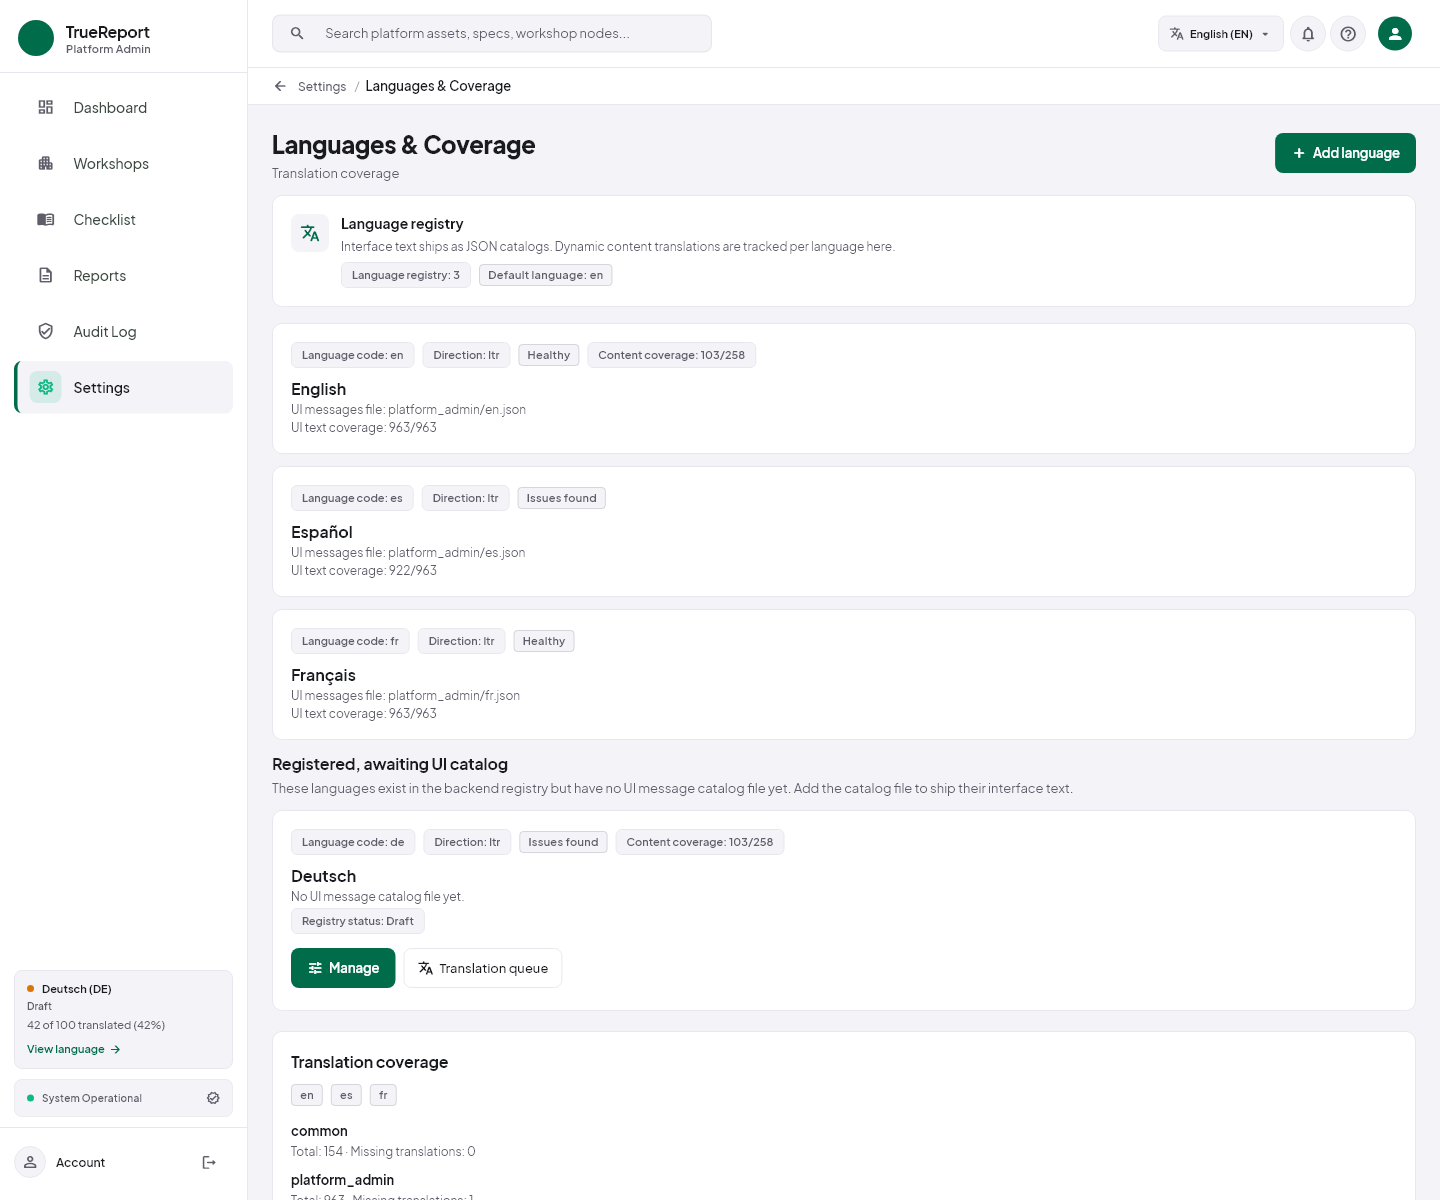 TrueReport
Platform Admin
Dashboard
Workshops
Checklist
Reports
Audit Log
Settings
Deutsch (DE)
Draft
42 of 100 translated (42%)
View language
System Operational
Account
Search platform assets, specs, workshop nodes...
English (EN)
Settings / Languages & Coverage
Languages & Coverage
Translation coverage
Add language
Language registry
Interface text ships as JSON catalogs. Dynamic content translations are tracked per language here.
Language registry: 3 Default language: en
Language code: en Direction: ltr Healthy Content coverage: 103/258
English
UI messages file: platform_admin/en.json
UI text coverage: 963/963
Language code: es Direction: ltr Issues found
Español
UI messages file: platform_admin/es.json
UI text coverage: 922/963
Language code: fr Direction: ltr Healthy
Français
UI messages file: platform_admin/fr.json
UI text coverage: 963/963
Registered, awaiting UI catalog
These languages exist in the backend registry but have no UI message catalog file yet. Add the catalog file to ship their interface text.
Language code: de Direction: ltr Issues found Content coverage: 103/258
Deutsch
No UI message catalog file yet.
Registry status: Draft
Manage Translation queue
Translation coverage
en es fr
common
Total: 154 · Missing translations: 0
platform_admin
Total: 963 · Missing translations: 1